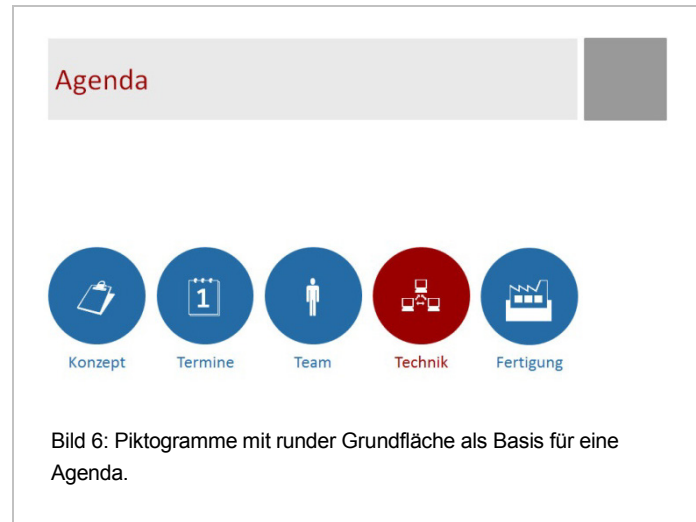 Agenda
1
Konzept Termine Team Technik Fertigung
Bild 6: Piktogramme mit runder Grundfläche als Basis für eine
Agenda.